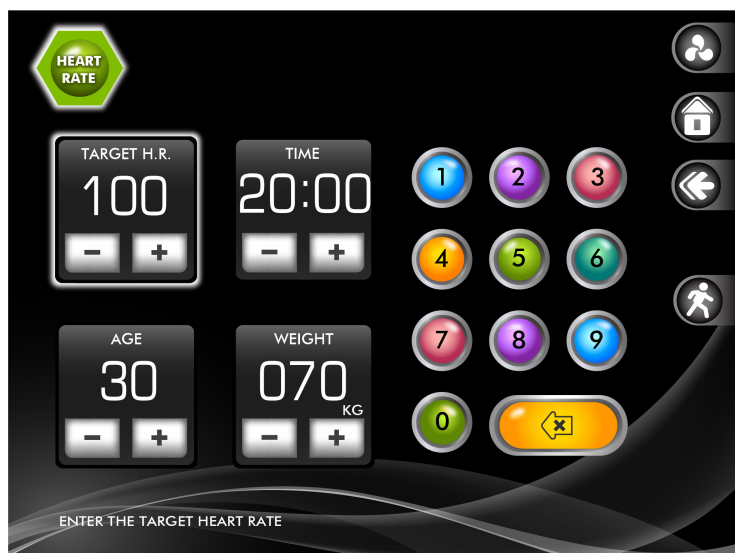 HEART
RATE
TARGET H.R.
100
- +
TIME
20:00
- +
AGE
30
- +
WEIGHT
070
KG
- +
1 2 3
4 5 6
7 8 9
0
ENTER THE TARGET HEART RATE